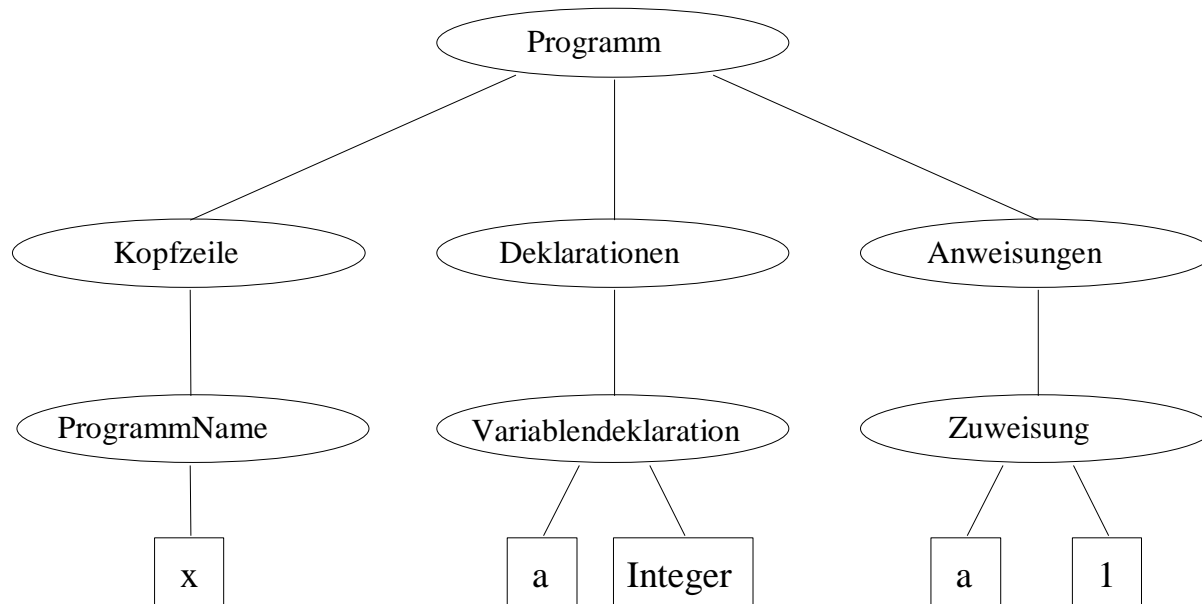 Programm
Kopfzeile
Deklarationen
Anweisungen
ProgrammName
Variablendeklaration
Zuweisung
x
a
Integer
a
1